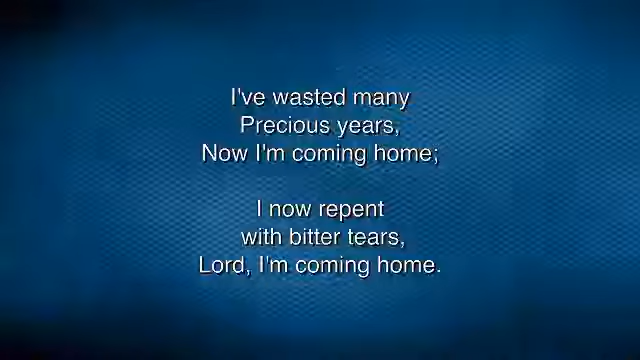 I've wasted many
Precious years,
Now I'm coming home;
I now repent
with bitter tears,
Lord, I'm coming home.